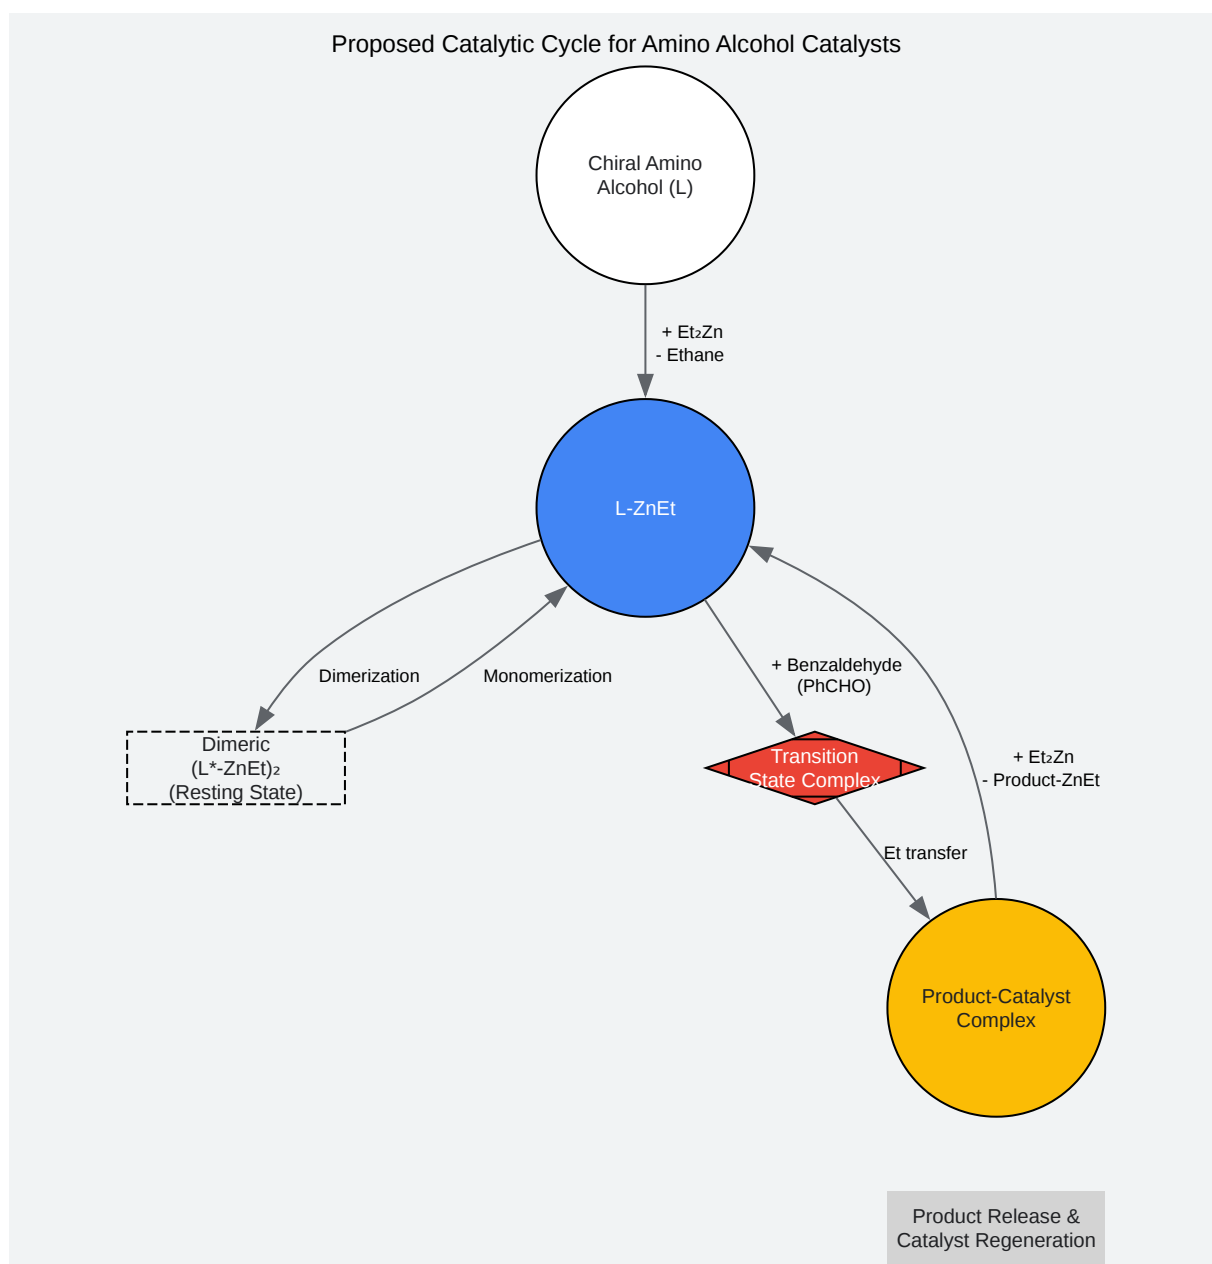 Proposed Catalytic Cycle for Amino Alcohol Catalysts
Chiral Amino
Alcohol (L)
+ Et₂Zn
- Ethane
L-ZnEt
Dimerization
Monomerization
+ Benzaldehyde
(PhCHO)
Dimeric
(L*-ZnEt)₂
(Resting State)
Transition
State Complex
+ Et₂Zn
- Product-ZnEt
Et transfer
Product-Catalyst
Complex
Product Release &
Catalyst Regeneration